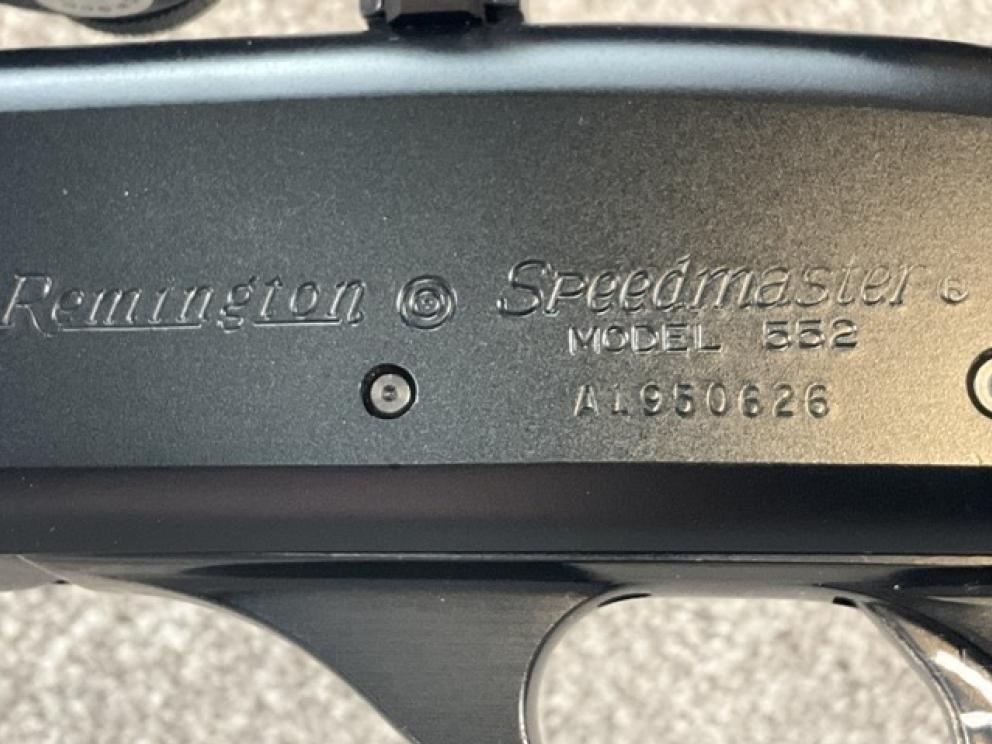 Remington Speedmaster®
MODEL 552
A1950626